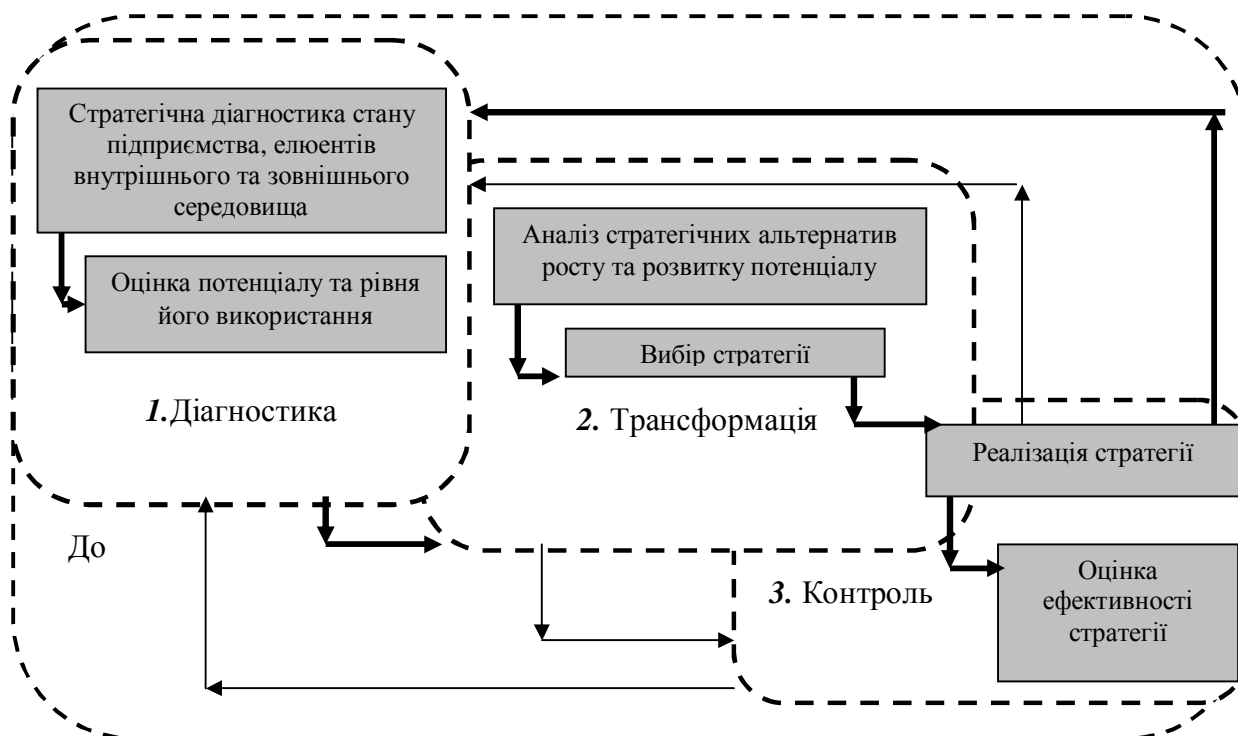 Стратегічна діагностика стану
підприємства, елюентів
внутрішнього та зовнішнього
середовища
Оцінка потенціалу та рівня
його використання
1.Діагностика
Аналіз стратегічних альтернатив
росту та розвитку потенціалу
Вибір стратегії
2. Трансформація
Реалізація стратегії
До
3. Контроль
Оцінка
ефективності
стратегії